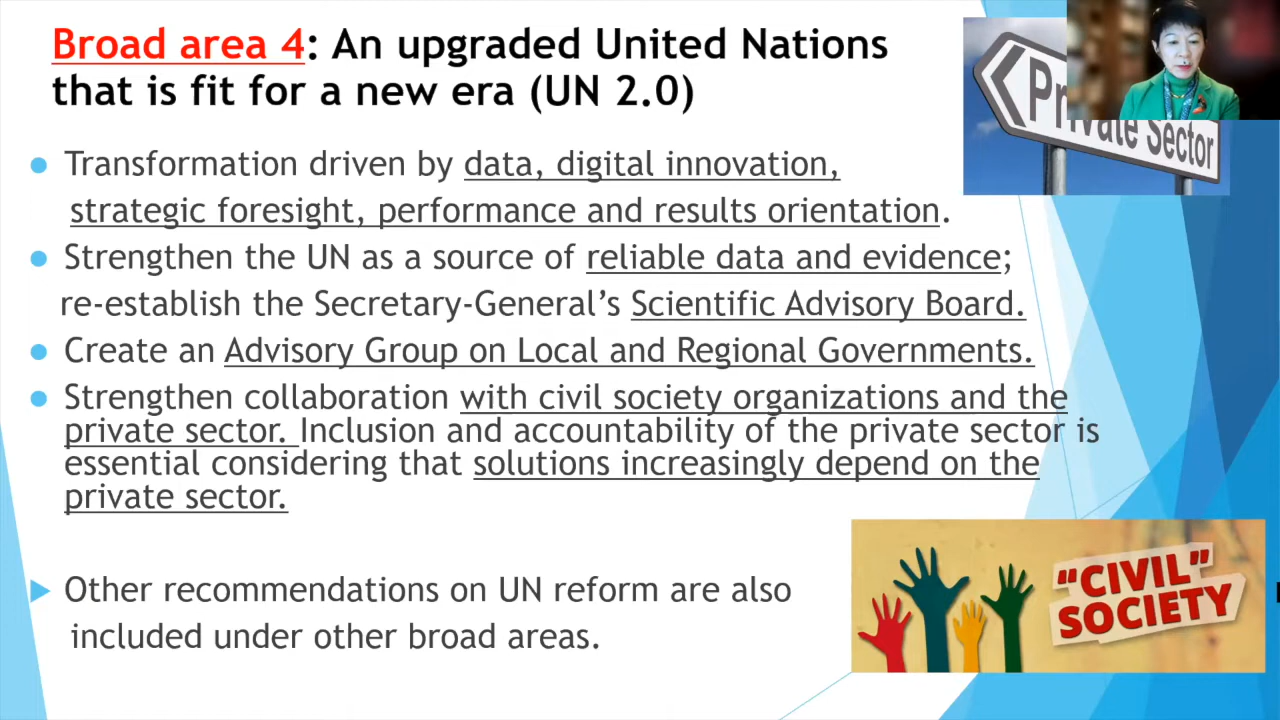 Broad area 4: An upgraded United Nations
that is fit for a new era (UN 2.0)
Private Sector
● Transformation driven by data, digital innovation,
strategic foresight, performance and results orientation.
● Strengthen the UN as a source of reliable data and evidence;
re-establish the Secretary-General’s Scientific Advisory Board.
● Create an Advisory Group on Local and Regional Governments.
● Strengthen collaboration with civil society organizations and the
private sector. Inclusion and accountability of the private sector is
essential considering that solutions increasingly depend on the
private sector.
Other recommendations on UN reform are also
included under other broad areas.
"CIVIL"
SOCIETY